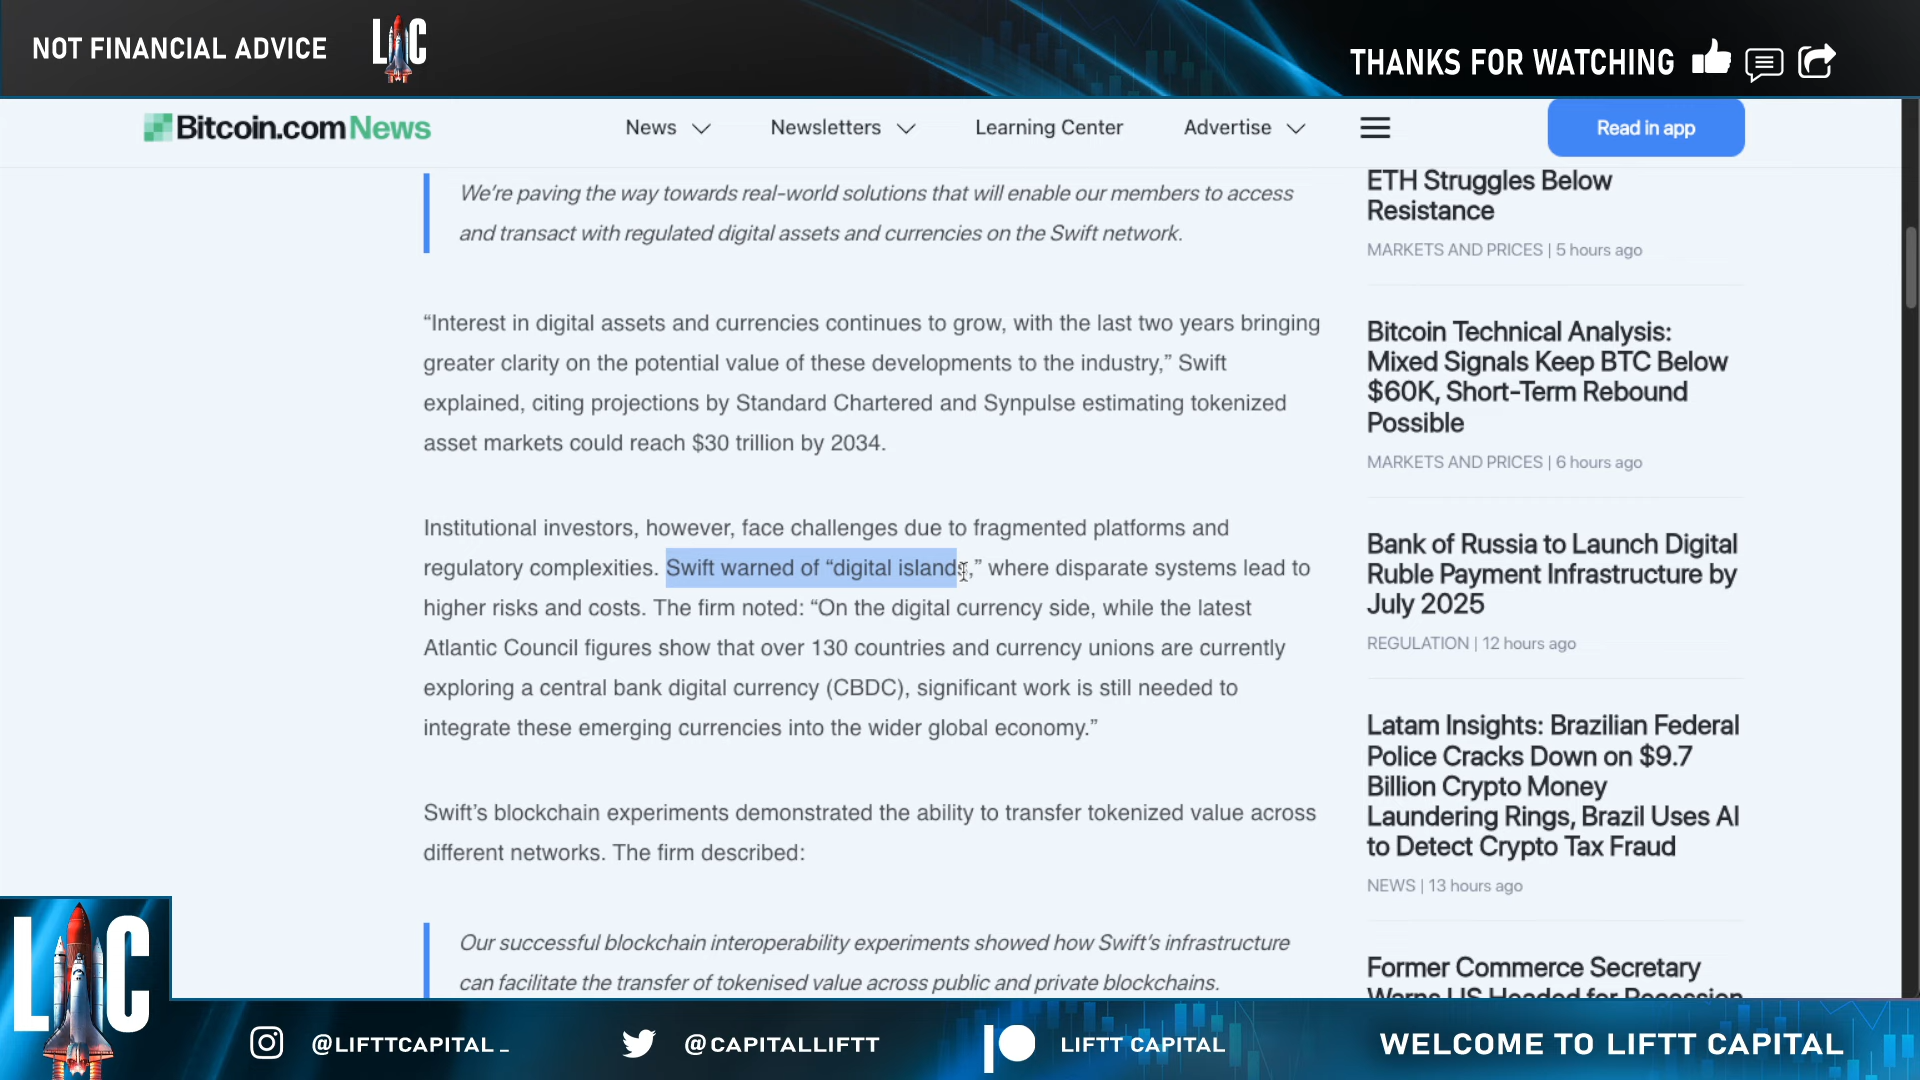 NOT FINANCIAL ADVICE
LC
THANKS FOR WATCHING
Bitcoin.com News
News
Newsletters
Learning Center
Advertise
Read in app
We're paving the way towards real-world solutions that will enable our members to access
and transact with regulated digital assets and currencies on the Swift network.
“Interest in digital assets and currencies continues to grow, with the last two years bringing
greater clarity on the potential value of these developments to the industry,” Swift
explained, citing projections by Standard Chartered and Synpulse estimating tokenized
asset markets could reach $30 trillion by 2034.
Institutional investors, however, face challenges due to fragmented platforms and
regulatory complexities. Swift warned of “digital islands,” where disparate systems lead to
higher risks and costs. The firm noted: “On the digital currency side, while the latest
Atlantic Council figures show that over 130 countries and currency unions are currently
exploring a central bank digital currency (CBDC), significant work is still needed to
integrate these emerging currencies into the wider global economy.”
Swift's blockchain experiments demonstrated the ability to transfer tokenized value across
different networks. The firm described:
Our successful blockchain interoperability experiments showed how Swift's infrastructure
can facilitate the transfer of tokenised value across public and private blockchains.
ETH Struggles Below
Resistance
MARKETS AND PRICES | 5 hours ago
Bitcoin Technical Analysis:
Mixed Signals Keep BTC Below
$60K, Short-Term Rebound
Possible
MARKETS AND PRICES | 6 hours ago
Bank of Russia to Launch Digital
Ruble Payment Infrastructure by
July 2025
REGULATION | 12 hours ago
Latam Insights: Brazilian Federal
Police Cracks Down on $9.7
Billion Crypto Money
Laundering Rings, Brazil Uses AI
to Detect Crypto Tax Fraud
NEWS | 13 hours ago
Former Commerce Secretary
Warns US Headed for Recession
LC
@LIFTTCAPITAL_
@CAPITALLIFTT
LIFTT CAPITAL
WELCOME TO LIFTT CAPITAL